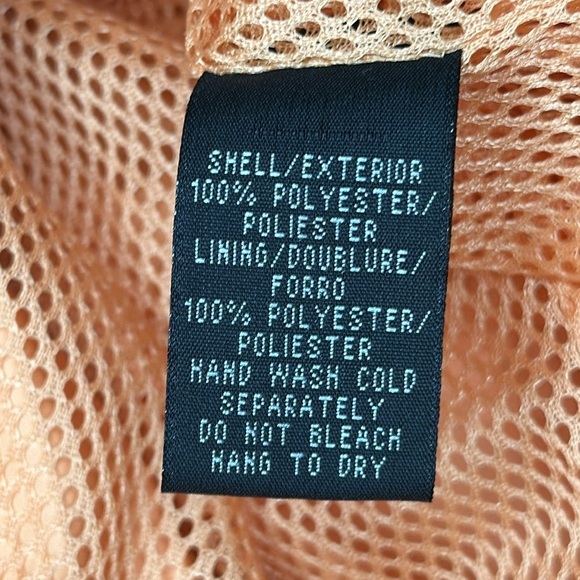 SHELL/EXTERIOR
100% POLYESTER/
POLIESTER
LINING/DOUBLURE/
FORRO
100% POLYESTER/
POLIESTER
HAND WASH COLD
SEPARATELY
DO NOT BLEACH
HANG TO DRY